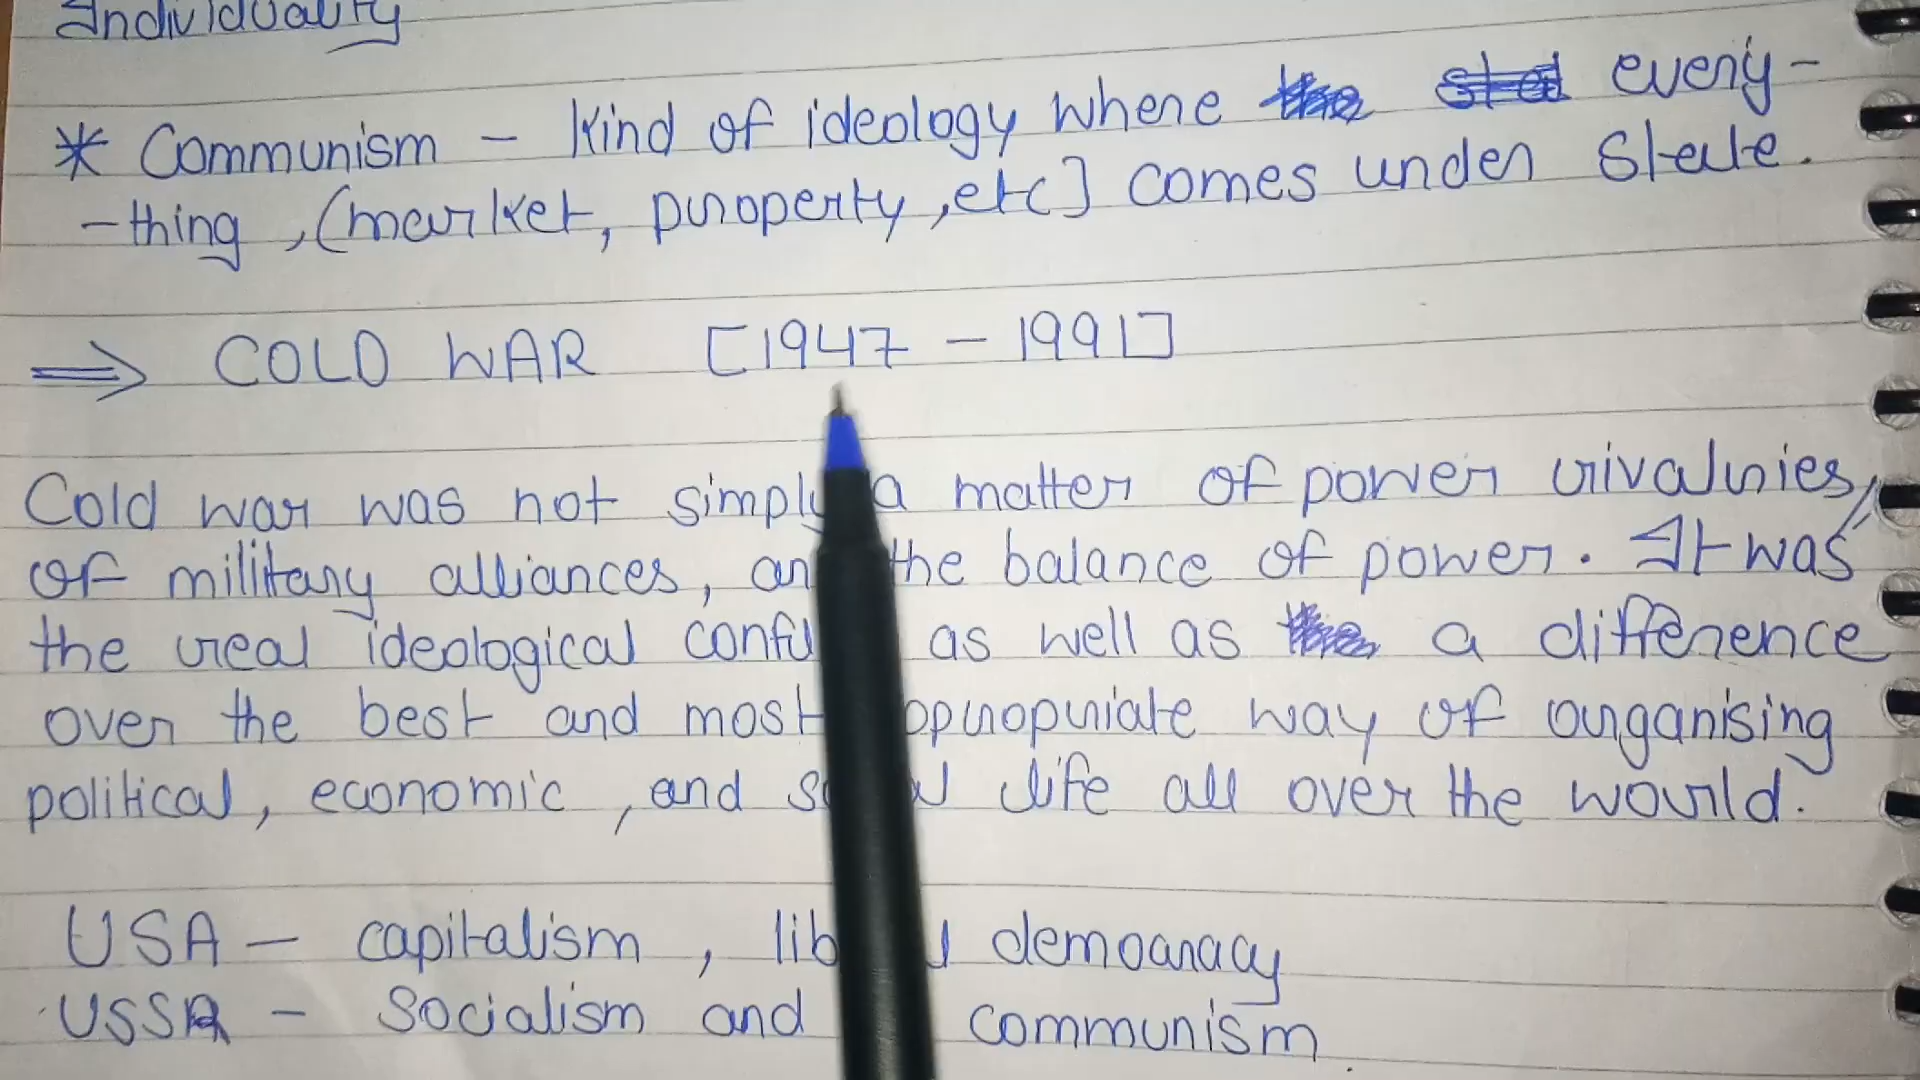 Individuality
* Communism - kind of ideology where every-
-thing, (market, property, etc] comes under state.
⇒ COLD WAR [1947 - 1991]
Cold war was not simply a matter of power rivalries,
of military alliances, an the balance of power. It was
the real ideological as well as a difference
over the best and most way of organising
political, economic, and life all over the world.
USA - capitalism, democracy
USSR - Socialism and communism